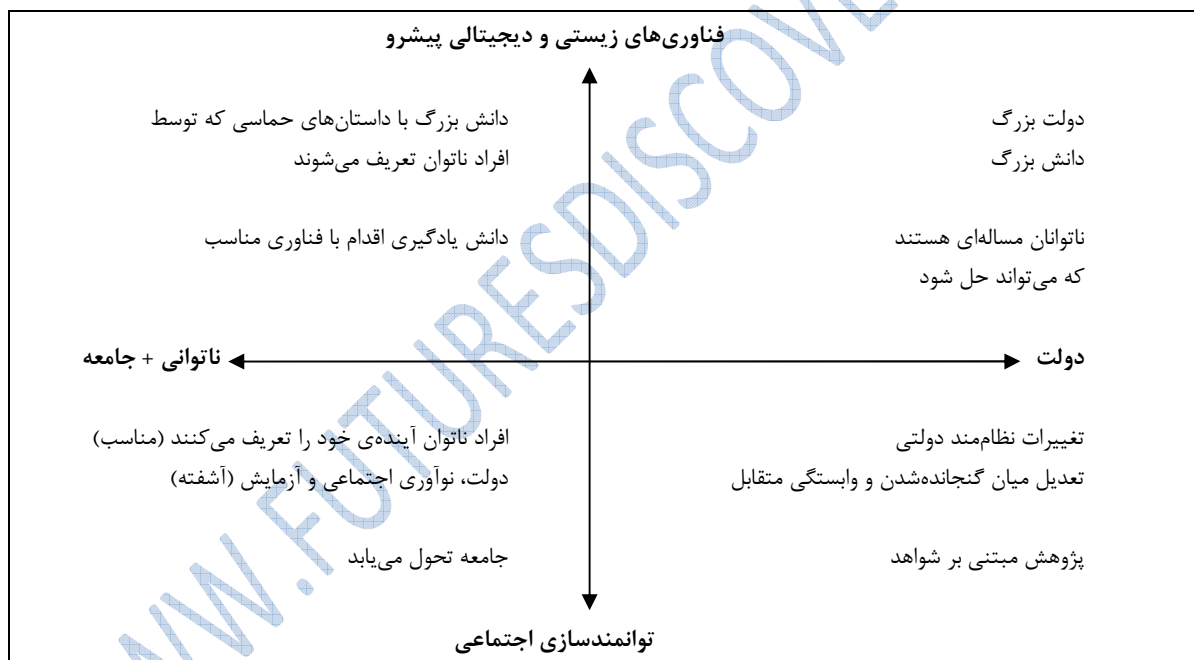 فناوری‌های زیستی و دیجیتالی پیشرو
دولت بزرگ
دانش بزرگ
ناتوانان مساله‌ای هستند
که می‌تواند حل شود
دانش بزرگ با داستان‌های حماسی که توسط
افراد ناتوان تعریف می‌شوند
دانش یادگیری اقدام با فناوری مناسب
دولت
ناتوانی + جامعه
تغییرات نظام‌مند دولتی
تعدیل میان گنجانده‌شدن و وابستگی متقابل
پژوهش مبتنی بر شواهد
افراد ناتوان آینده‌ی خود را تعریف می‌کنند (مناسب)
دولت، نوآوری اجتماعی و آزمایش (آشفته)
جامعه تحول می‌یابد
توانمندسازی اجتماعی
WW.FUTURESDISCOVE